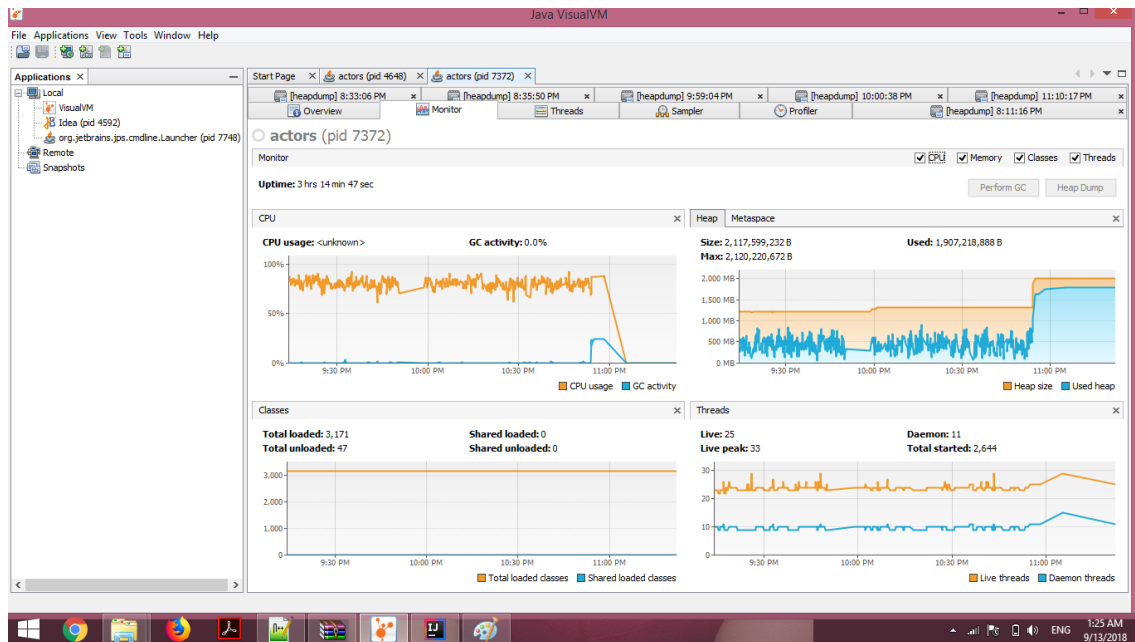 Java VisualVM
File Applications View Tools Window Help
Applications
Start Page
actors (pid 4648)
actors (pid 7372)
Local
VisualVM
Idea (pid 4592)
org.jetbrains.jps.cmdline.Launcher (pid 7748)
Remote
Snapshots
[heapdump] 8:33:06 PM
[heapdump] 8:35:50 PM
[heapdump] 9:59:04 PM
[heapdump] 10:00:38 PM
[heapdump] 11:10:17 PM
Overview
Monitor
Threads
Sampler
Profiler
[heapdump] 8:11:16 PM
actors (pid 7372)
Monitor
CPU
Memory
Classes
Threads
Uptime: 3 hrs 14 min 47 sec
Perform GC
Heap Dump
CPU
CPU usage: <unknown>
GC activity: 0.0%
100%
50%
0%
9:30 PM
10:00 PM
10:30 PM
11:00 PM
CPU usage
GC activity
Heap
Metaspace
Size: 2,117,599,232 B
Used: 1,907,218,888 B
Max: 2,120,220,672 B
2,000 MB
1,500 MB
1,000 MB
500 MB
0 MB
9:30 PM
10:00 PM
10:30 PM
11:00 PM
Heap size
Used heap
Classes
Total loaded: 3,171
Shared loaded: 0
Total unloaded: 47
Shared unloaded: 0
3,000
2,000
1,000
0
9:30 PM
10:00 PM
10:30 PM
11:00 PM
Total loaded classes
Shared loaded classes
Threads
Live: 25
Daemon: 11
Live peak: 33
Total started: 2,644
30
20
10
0
9:30 PM
10:00 PM
10:30 PM
11:00 PM
Live threads
Daemon threads
ENG
1:25 AM
9/13/2018